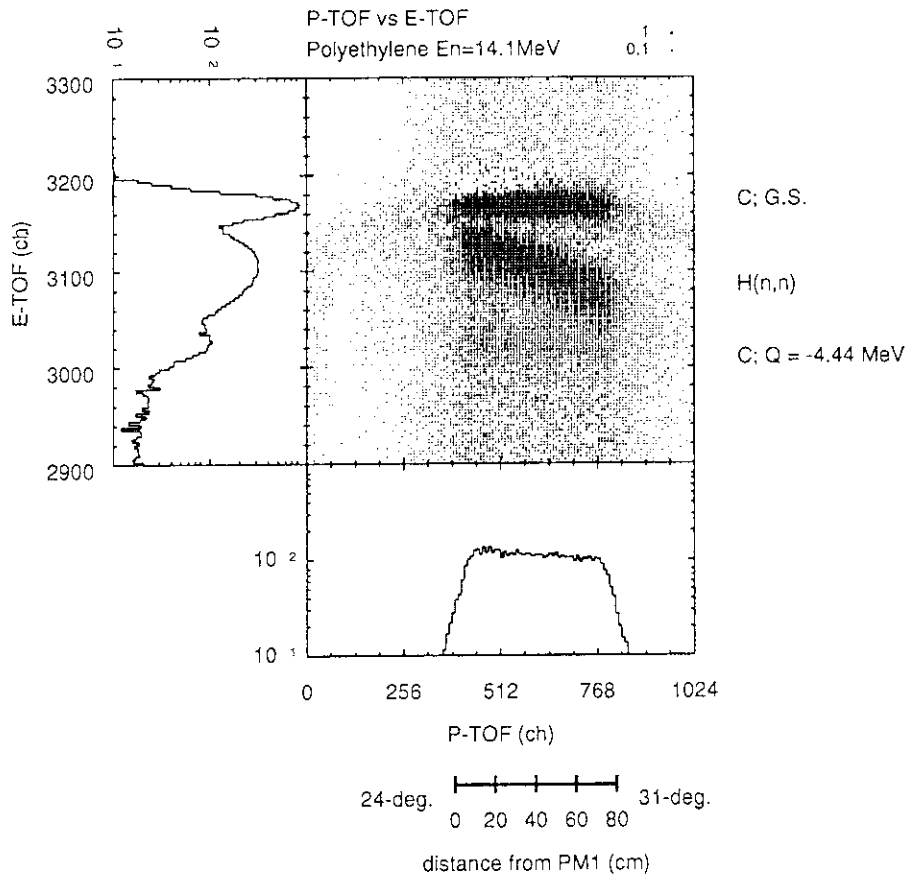 10 1
10 2
P-TOF vs E-TOF
Polyethylene En=14.1MeV
1
0.1
3300
3200
3100
3000
2900
E-TOF (ch)
C; G.S.
H(n,n)
C; Q = -4.44 MeV
10 2
10 1
0 256 512 768 1024
P-TOF (ch)
24-deg. 31-deg.
0 20 40 60 80
distance from PM1 (cm)